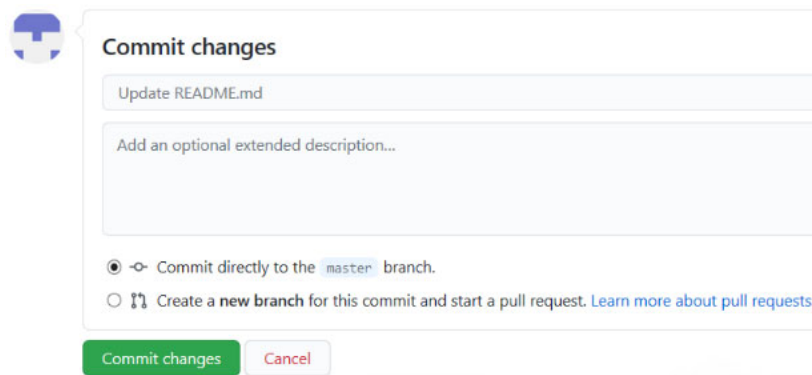 Commit changes
Update README.md
Add an optional extended description...
Commit directly to the master branch.
Create a new branch for this commit and start a pull request. Learn more about pull requests
Commit changes Cancel